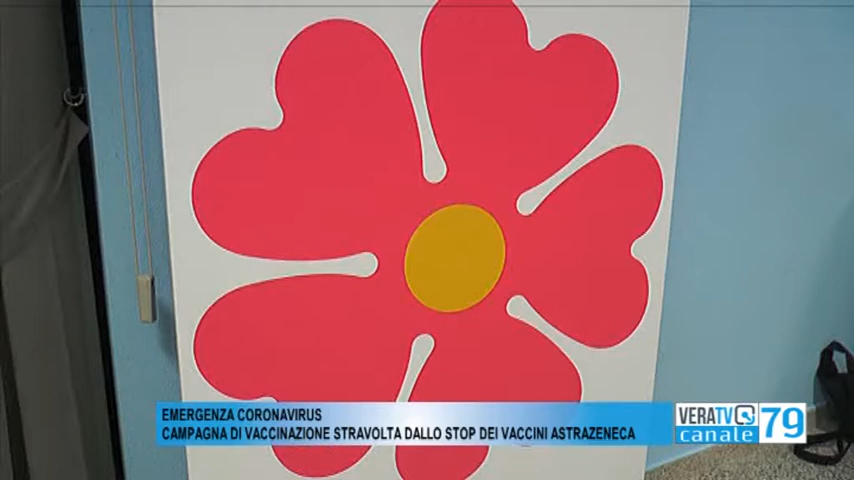 EMERGENZA CORONAVIRUS
CAMPAGNA DI VACCINAZIONE STRAVOLTA DALLO STOP DEI VACCINI ASTRAZENECA
VERATV
canale 79